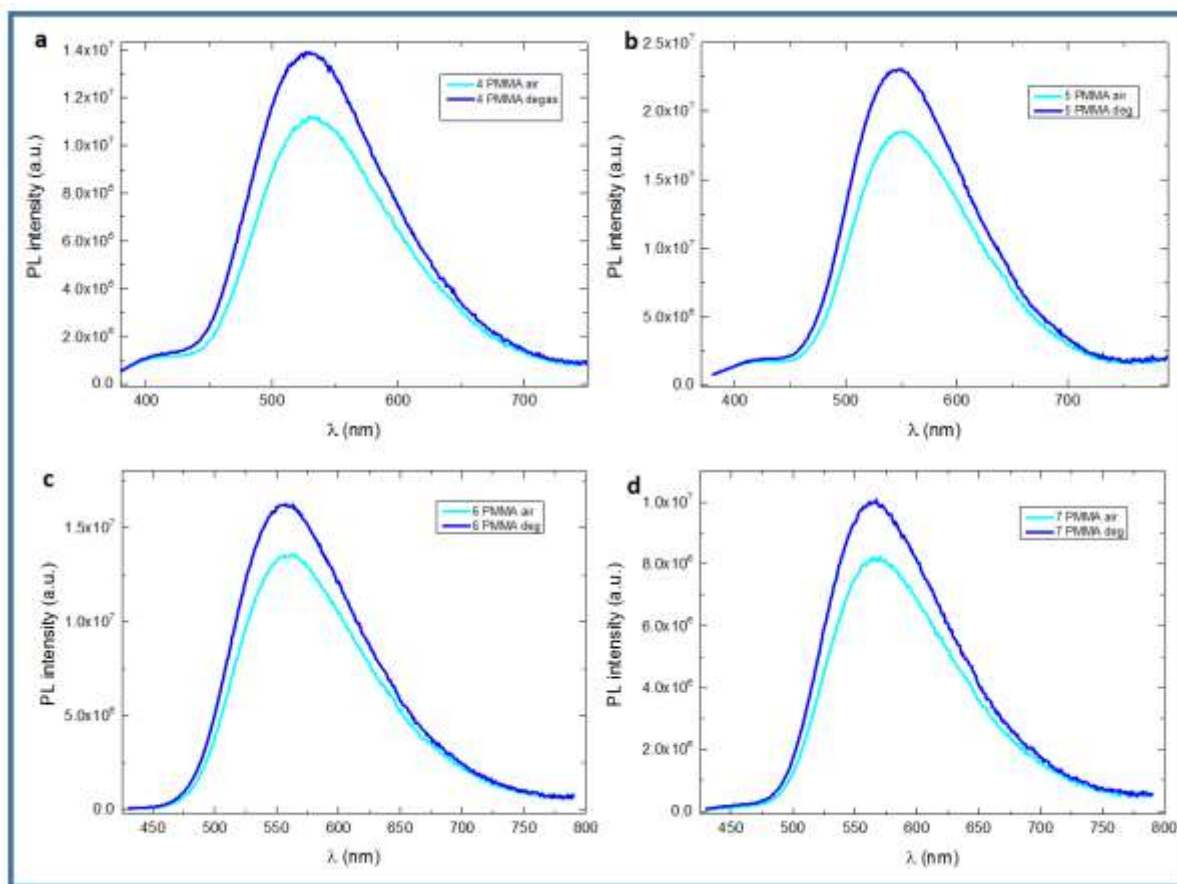 a
1.4x10⁷
1.2x10⁷
1.0x10⁷
8.0x10⁶
6.0x10⁶
4.0x10⁶
2.0x10⁶
0.0
PL intensity (a.u.)
4 PMMA air
4 PMMA degas
400
500
600
700
λ (nm)
b
2.5x10⁷
2.0x10⁷
1.5x10⁷
1.0x10⁷
5.0x10⁶
0.0
PL intensity (a.u.)
5 PMMA air
5 PMMA deg
400
500
600
700
λ (nm)
c
1.5x10⁷
1.0x10⁷
5.0x10⁶
0.0
PL intensity (a.u.)
6 PMMA air
6 PMMA deg
450
500
550
600
650
700
750
800
λ (nm)
d
1.0x10⁷
8.0x10⁶
6.0x10⁶
4.0x10⁶
2.0x10⁶
0.0
PL intensity (a.u.)
7 PMMA air
7 PMMA deg
450
500
550
600
650
700
750
800
λ (nm)